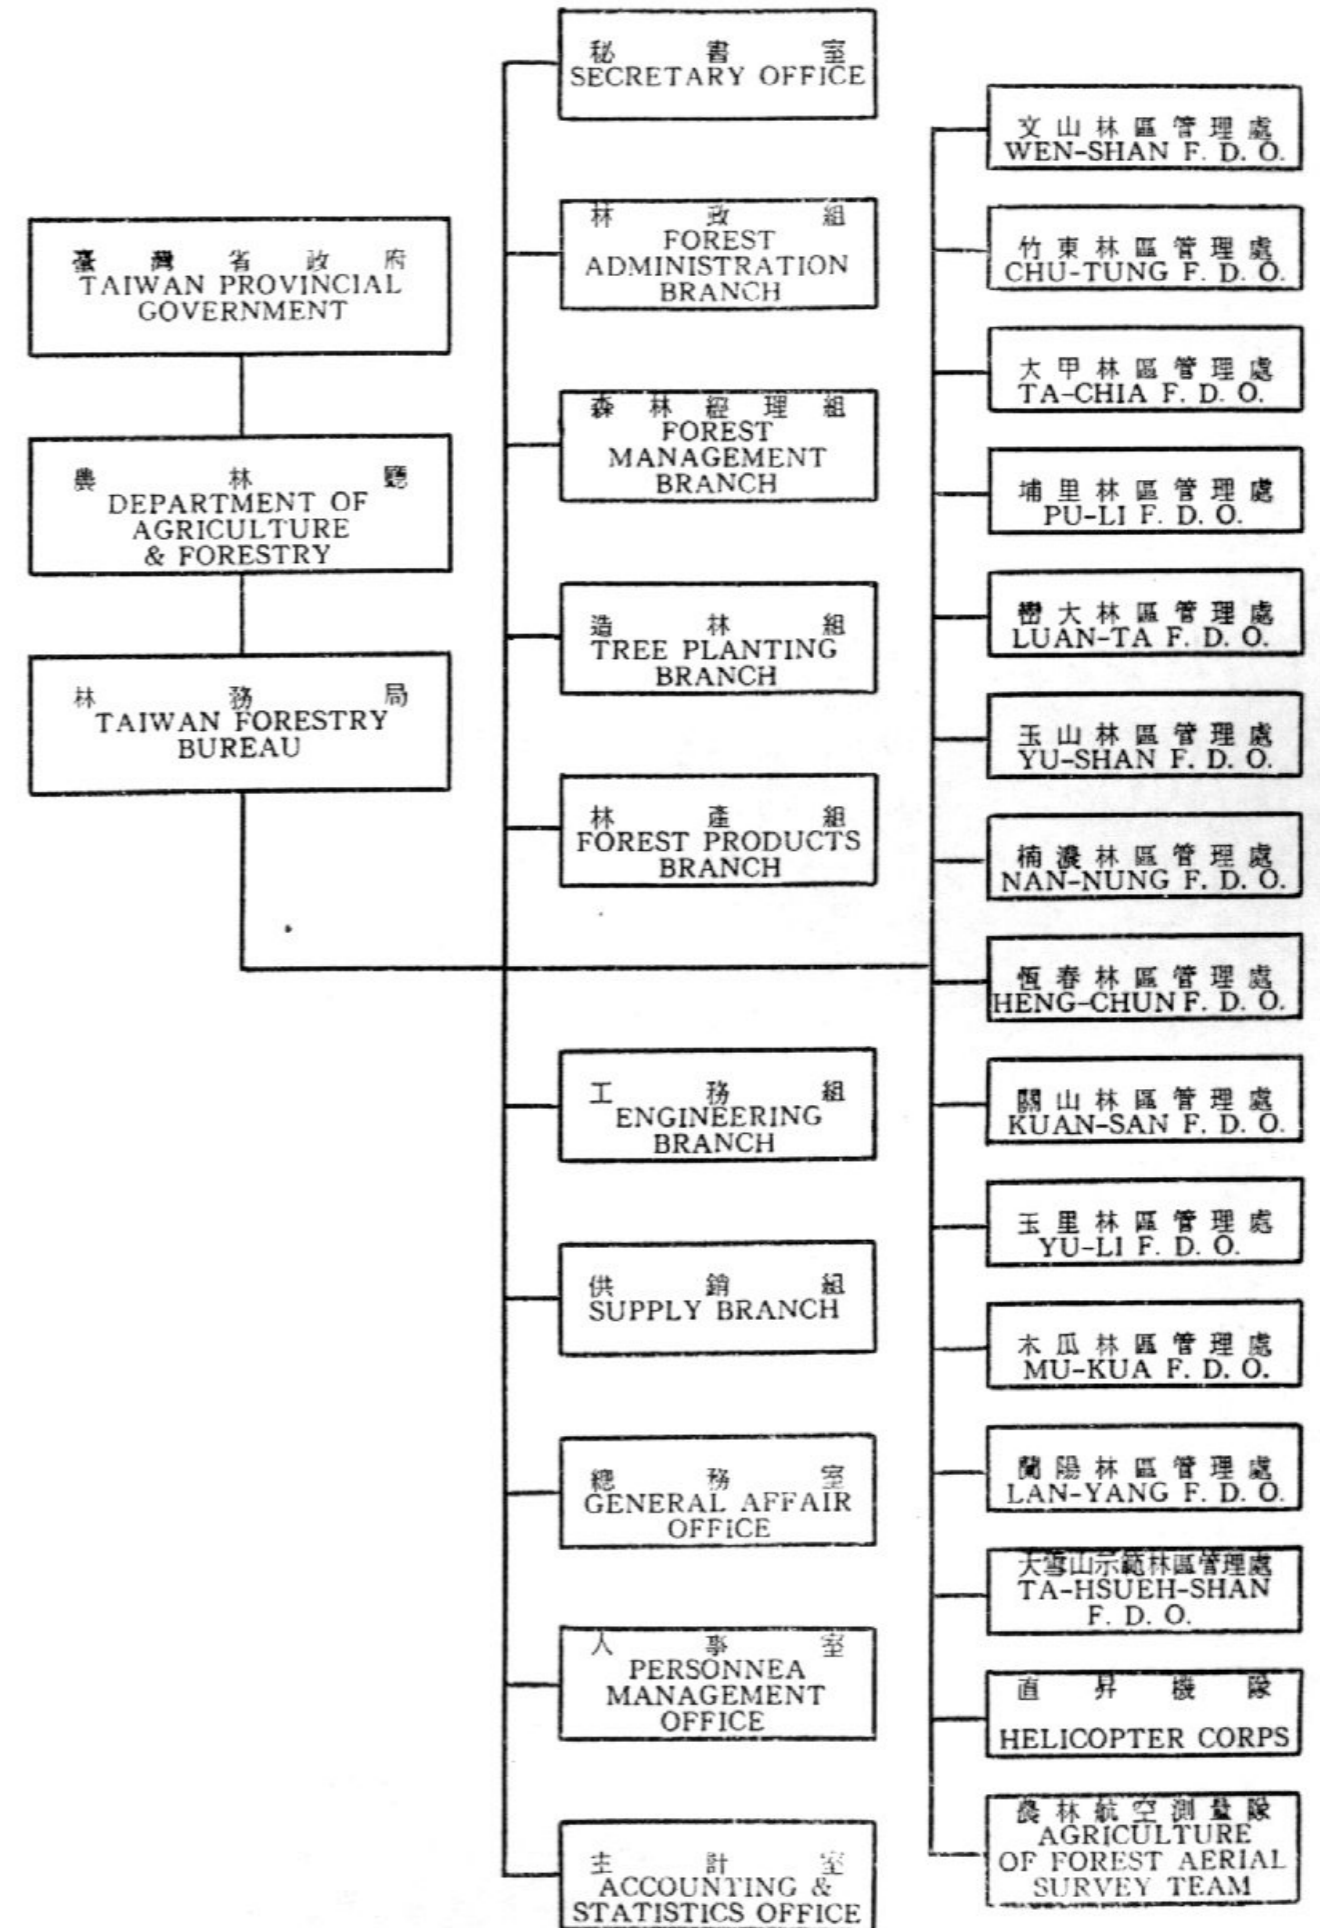 臺灣省政府
TAIWAN PROVINCIAL
GOVERNMENT
農林廳
DEPARTMENT OF
AGRICULTURE
& FORESTRY
林務局
TAIWAN FORESTRY
BUREAU
秘書室
SECRETARY OFFICE
林政組
FOREST
ADMINISTRATION
BRANCH
森林經理組
FOREST
MANAGEMENT
BRANCH
造林組
TREE PLANTING
BRANCH
林產組
FOREST PRODUCTS
BRANCH
工務組
ENGINEERING
BRANCH
供銷組
SUPPLY BRANCH
總務室
GENERAL AFFAIR
OFFICE
人事室
PERSONNEA
MANAGEMENT
OFFICE
主計室
ACCOUNTING &
STATISTICS OFFICE
文山林區管理處
WEN-SHAN F. D. O.
竹東林區管理處
CHU-TUNG F. D. O.
大甲林區管理處
TA-CHIA F. D. O.
埔里林區管理處
PU-LI F. D. O.
巒大林區管理處
LUAN-TA F. D. O.
玉山林區管理處
YU-SHAN F. D. O.
楠濃林區管理處
NAN-NUNG F. D. O.
恆春林區管理處
HENG-CHUN F. D. O.
關山林區管理處
KUAN-SAN F. D. O.
玉里林區管理處
YU-LI F. D. O.
木瓜林區管理處
MU-KUA F. D. O.
蘭陽林區管理處
LAN-YANG F. D. O.
大雪山示範林區管理處
TA-HSUEH-SHAN
F. D. O.
直昇機隊
HELICOPTER CORPS
農林航空測量隊
AGRICULTURE
OF FOREST AERIAL
SURVEY TEAM